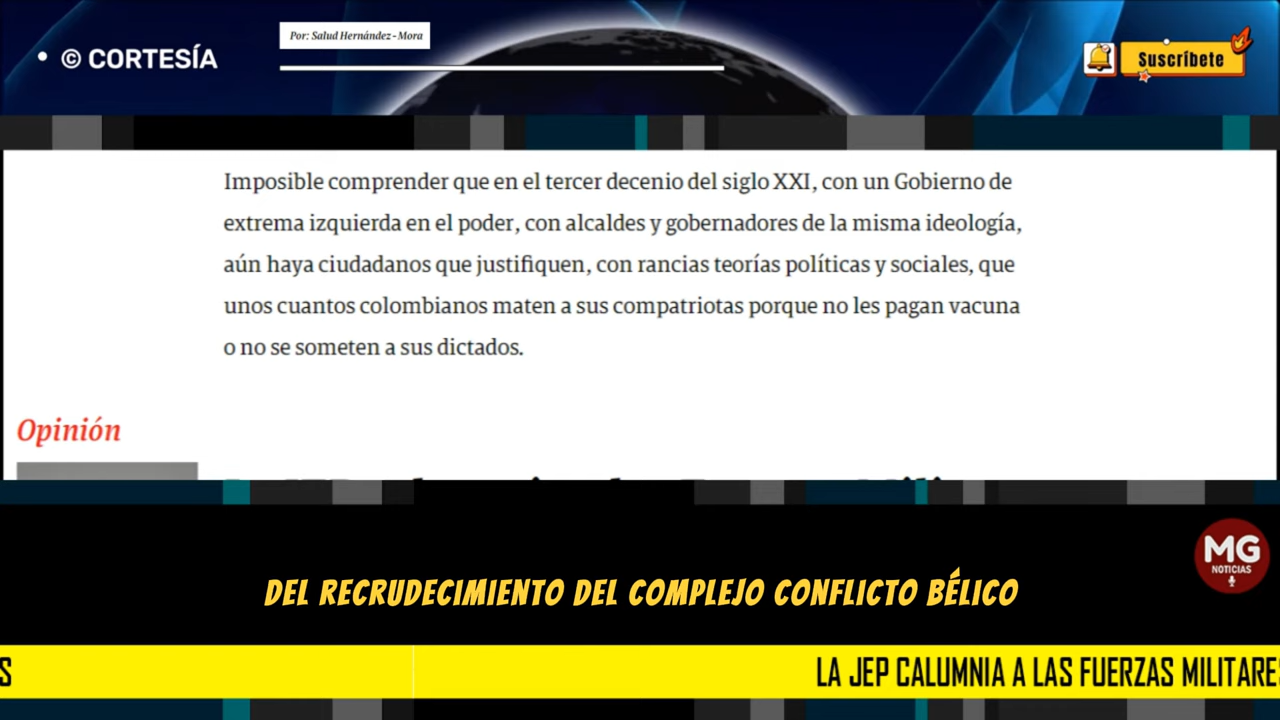 Por: Salud Hernández-Mora
• © CORTESÍA
Suscríbete
Imposible comprender que en el tercer decenio del siglo XXI, con un Gobierno de
extrema izquierda en el poder, con alcaldes y gobernadores de la misma ideología,
aún haya ciudadanos que justifiquen, con rancias teorías políticas y sociales, que
unos cuantos colombianos maten a sus compatriotas porque no les pagan vacuna
o no se someten a sus dictados.
Opinión
MG
NOTICIAS
DEL RECRUDECIMIENTO DEL COMPLEJO CONFLICTO BÉLICO
S LA JEP CALUMNIA A LAS FUERZAS MILITARES